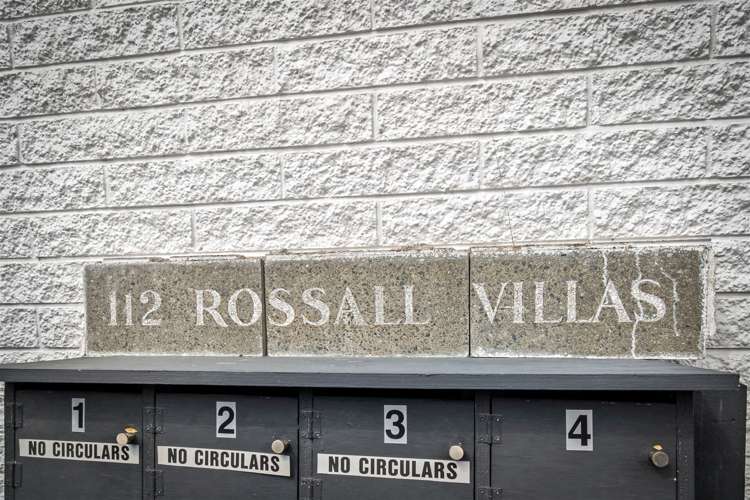 112 ROSSALL VILLAS
1 2 3 4
NO CIRCULARS NO CIRCULARS NO CIRCULARS